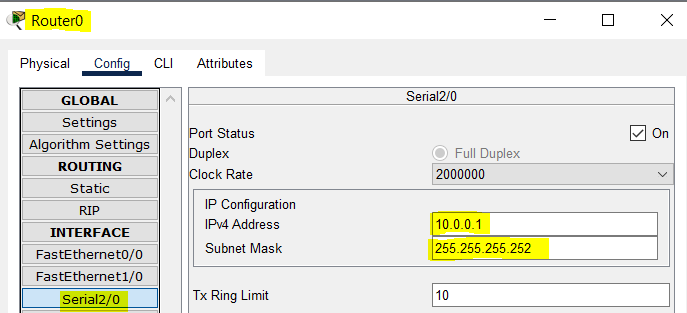 Router0
Physical Config CLI Attributes
GLOBAL
Settings
Algorithm Settings
ROUTING
Static
RIP
INTERFACE
FastEthernet0/0
FastEthernet1/0
Serial2/0
Serial2/0
Port Status On
Duplex Full Duplex
Clock Rate 2000000
IP Configuration
IPv4 Address 10.0.0.1
Subnet Mask 255.255.255.252
Tx Ring Limit 10